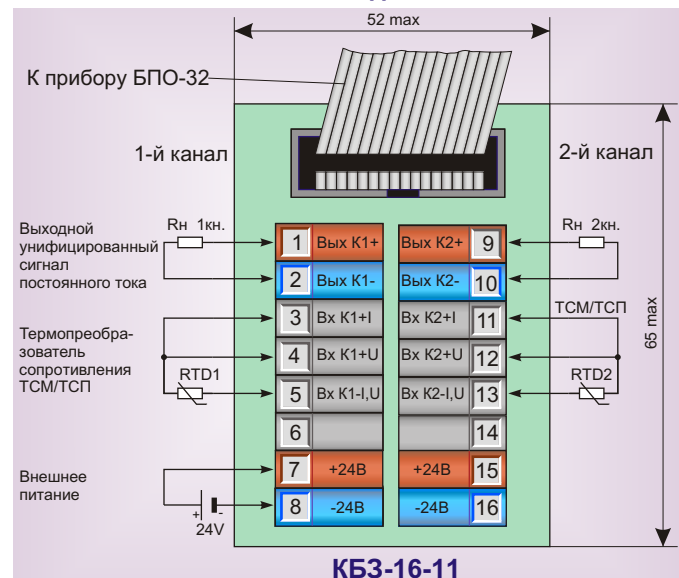 52 max
К прибору БПО-32
1-й канал
2-й канал
Выходной
унифицированный
сигнал
постоянного тока
Rн 1кн.
1 Вых К1+
2 Вых К1-
3 Вх К1+I
4 Вх К1+U
5 Вх К1-I,U
6
7 +24В
8 -24В
Вых К2+ 9
Вых К2- 10
Вх К2+I 11
Вх К2+U 12
Вх К2-I,U 13
14
+24В 15
-24В 16
Rн 2кн.
ТСМ/ТСП
RTD2
65 max
Термопреобра-
зователь
сопротивления
ТСМ/ТСП
RTD1
Внешнее
питание
+ -
24V
КБЗ-16-11